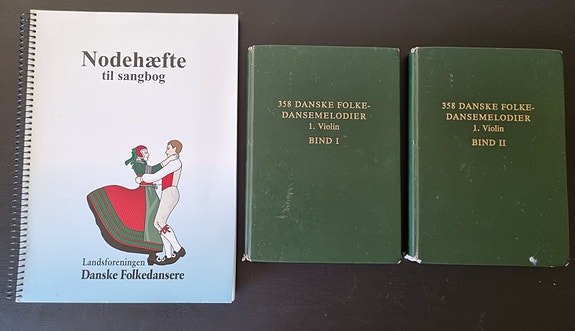 Nodehæfte
til sangbog
Landsforeningen
Danske Folkedansere
358 DANSKE FOLKE-
DANSEMELODIER
1. Violin
BIND I
358 DANSKE FOLKE-
DANSEMELODIER
1. Violin
BIND II